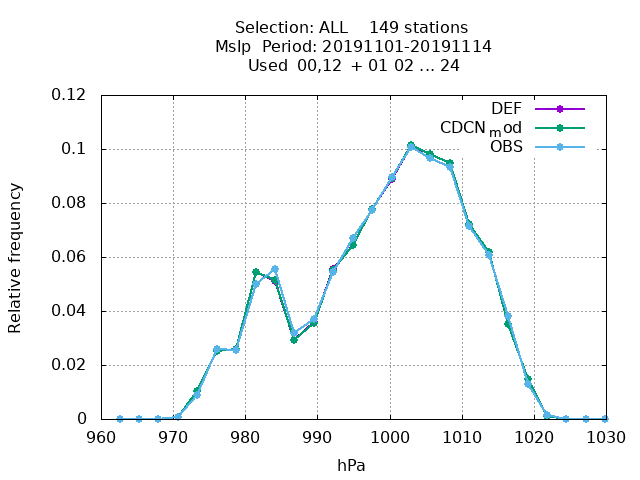 Selection: ALL    149 stations
Mslp  Period: 20191101-20191114
Used  00,12  + 01 02 ... 24
DEF
CDCN_mod
OBS
0.12
0.1
0.08
0.06
0.04
0.02
0
Relative frequency
960 970 980 990 1000 1010 1020 1030
hPa